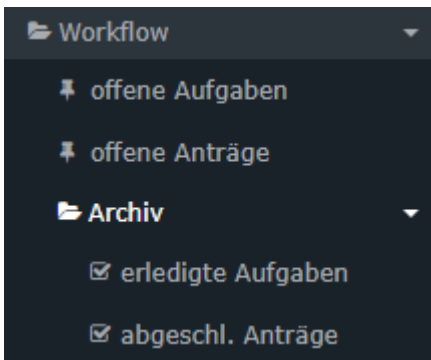 Workflow
offene Aufgaben
offene Anträge
Archiv
erledigte Aufgaben
abgeschl. Anträge